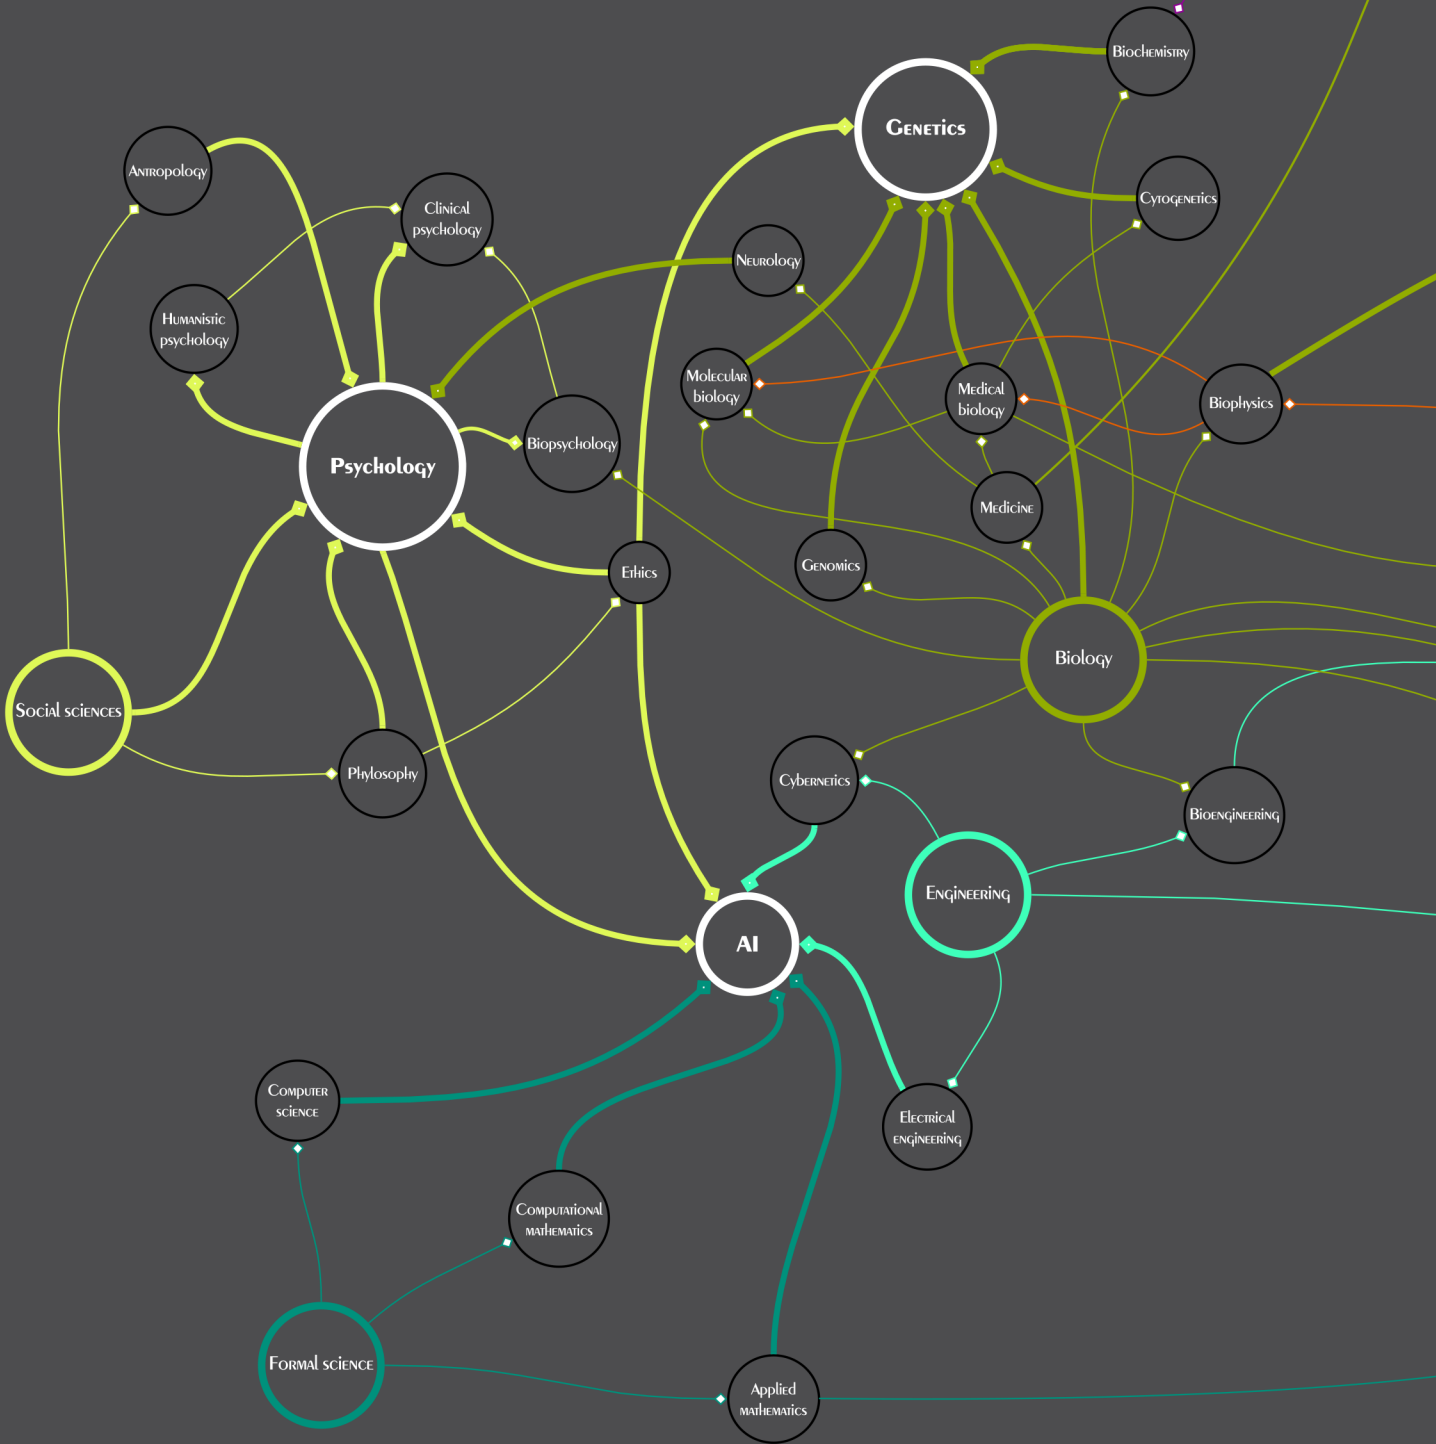 Biochemistry
Genetics
Antropology
Cytogenetics
Clinical
psychology
Neurology
Humanistic
psychology
Molecular
biology
Medical
biology
Biophysics
Biopsychology
Psychology
Medicine
Genomics
Ethics
Biology
Social sciences
Phylosophy
Cybernetics
Bioengineering
Engineering
AI
Computer
science
Electrical
engineering
Computational
mathematics
Formal science
Applied
mathematics